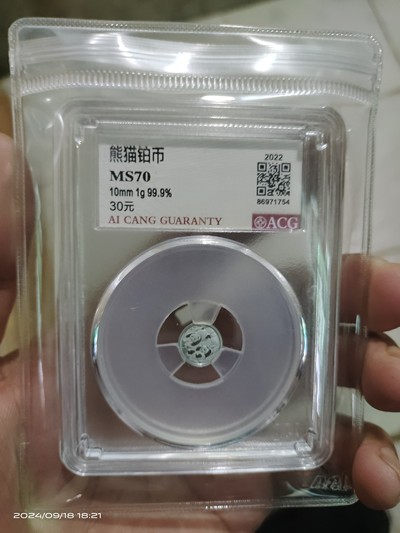 熊猫铂币
2022
MS70
10mm 1g 99.9%
86971754
30元
AI CANG GUARANTY
ACG
2024/09/18 18:21